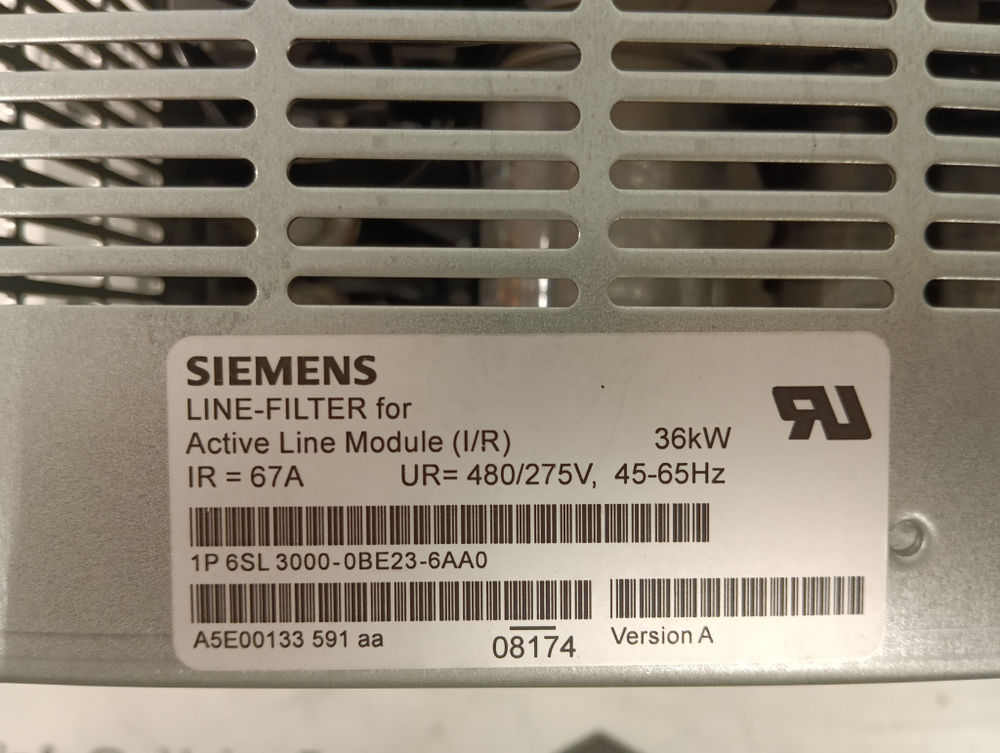 SIEMENS
LINE-FILTER for
Active Line Module (I/R) 36kW
IR = 67A UR= 480/275V, 45-65Hz
1P 6SL 3000-0BE23-6AA0
A5E00133 591 aa 08174 Version A